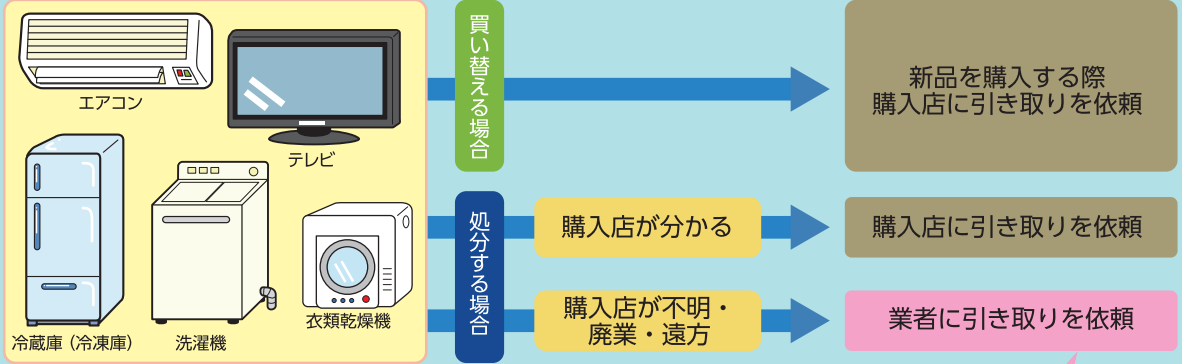 エアコン
テレビ
冷蔵庫（冷凍庫）
洗濯機
衣類乾燥機
買い替える場合
新品を購入する際
購入店に引き取りを依頼
処分する場合
購入店が分かる
購入店に引き取りを依頼
購入店が不明・
廃業・遠方
業者に引き取りを依頼